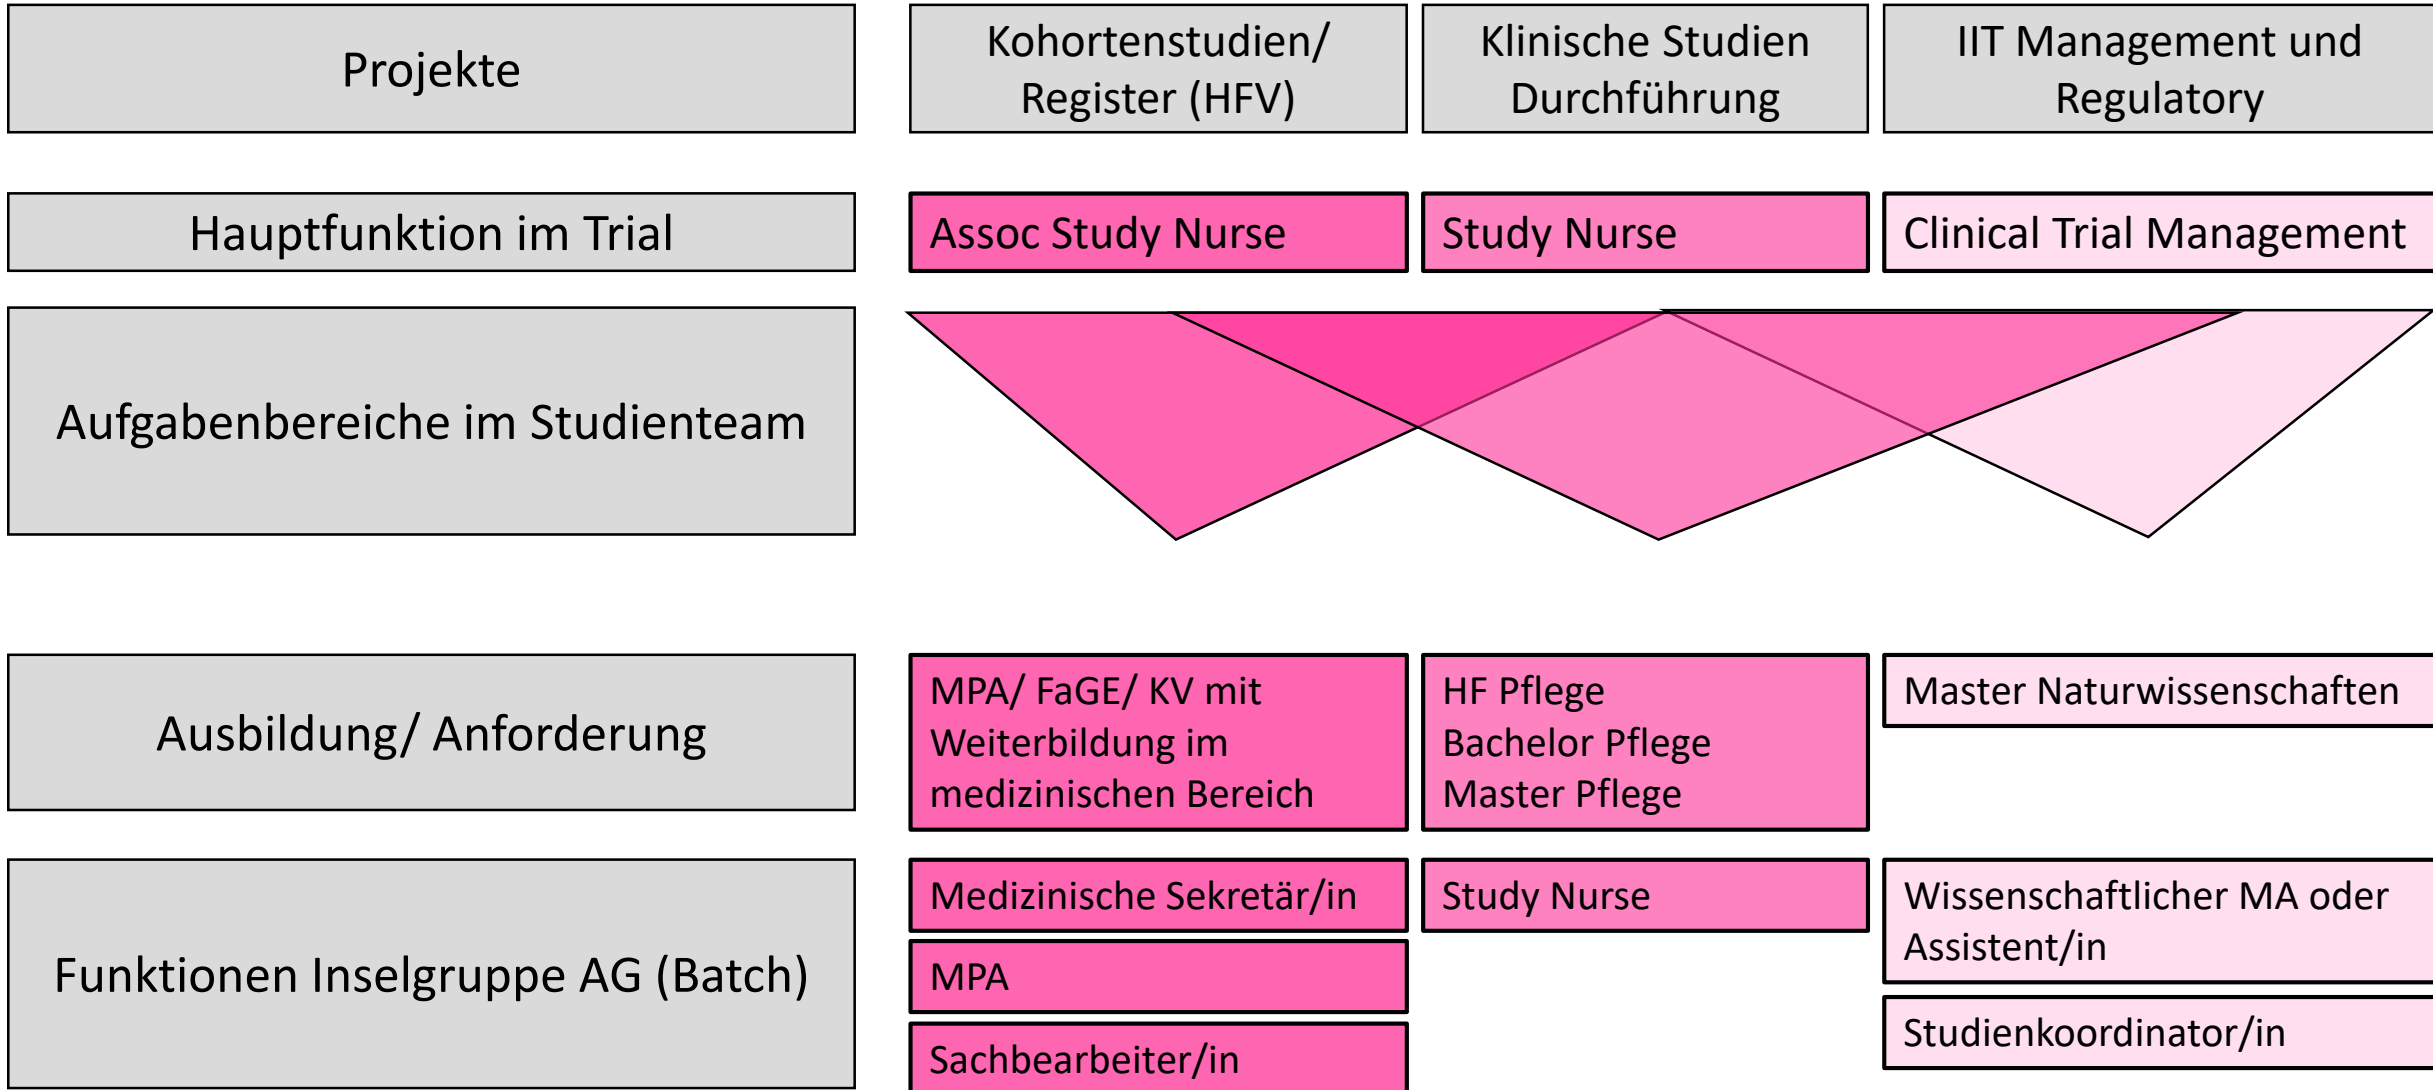 Projekte
Kohortenstudien/
Register (HFV)
Klinische Studien
Durchführung
IIT Management und
Regulatory
Hauptfunktion im Trial
Assoc Study Nurse
Study Nurse
Clinical Trial Management
Aufgabenbereiche im Studienteam
Ausbildung/ Anforderung
MPA/ FaGE/ KV mit
Weiterbildung im
medizinischen Bereich
HF Pflege
Bachelor Pflege
Master Pflege
Master Naturwissenschaften
Funktionen Inselgruppe AG (Batch)
Medizinische Sekretär/in
MPA
Sachbearbeiter/in
Study Nurse
Wissenschaftlicher MA oder
Assistent/in
Studienkoordinator/in